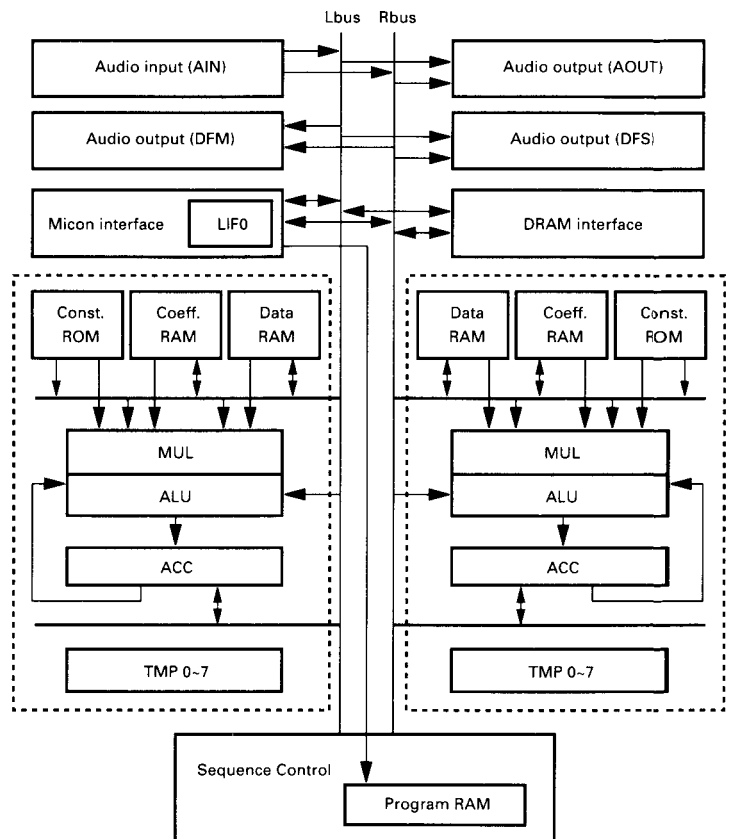 Lbus Rbus
Audio input (AIN)
Audio output (AOUT)
Audio output (DFM)
Audio output (DFS)
Micon interface
LIF0
DRAM interface
Const.
ROM
Coeff.
RAM
Data
RAM
Data
RAM
Coeff.
RAM
Const.
ROM
MUL
ALU
ACC
TMP 0~7
MUL
ALU
ACC
TMP 0~7
Sequence Control
Program RAM